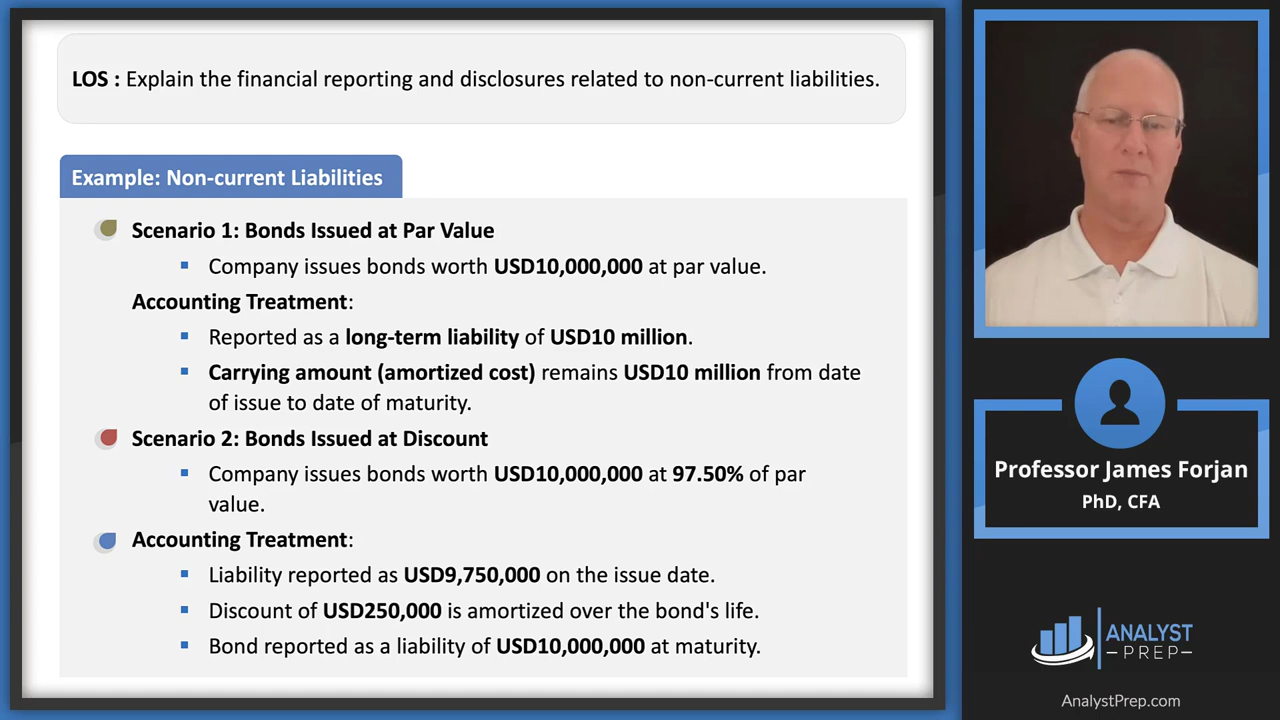 LOS : Explain the financial reporting and disclosures related to non-current liabilities.
Example: Non-current Liabilities
Scenario 1: Bonds Issued at Par Value
Company issues bonds worth USD10,000,000 at par value.
Accounting Treatment:
Reported as a long-term liability of USD10 million.
Carrying amount (amortized cost) remains USD10 million from date
of issue to date of maturity.
Scenario 2: Bonds Issued at Discount
Company issues bonds worth USD10,000,000 at 97.50% of par
value.
Accounting Treatment:
Liability reported as USD9,750,000 on the issue date.
Discount of USD250,000 is amortized over the bond's life.
Bond reported as a liability of USD10,000,000 at maturity.
Professor James Forjan
PhD, CFA
ANALYST
PREP
AnalystPrep.com